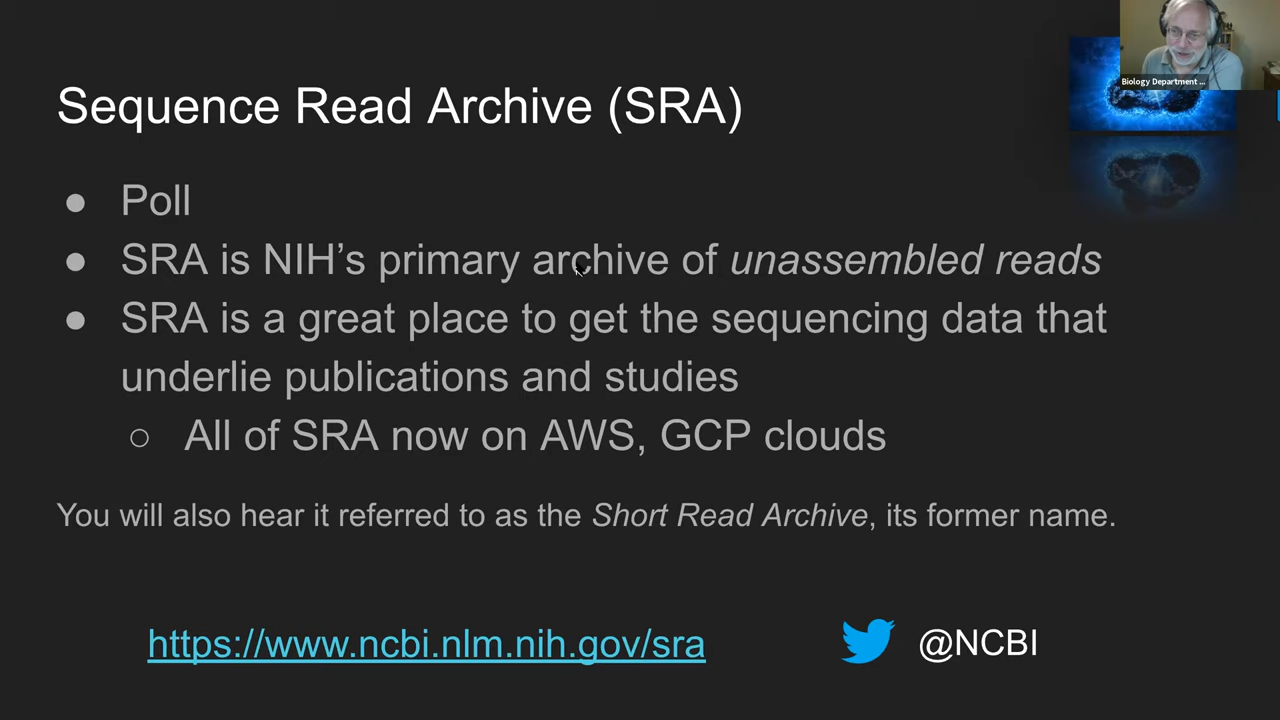 Biology Department ...
Sequence Read Archive (SRA)
● Poll
● SRA is NIH’s primary archive of unassembled reads
● SRA is a great place to get the sequencing data that
underlie publications and studies
○ All of SRA now on AWS, GCP clouds
You will also hear it referred to as the Short Read Archive, its former name.
https://www.ncbi.nlm.nih.gov/sra
@NCBI